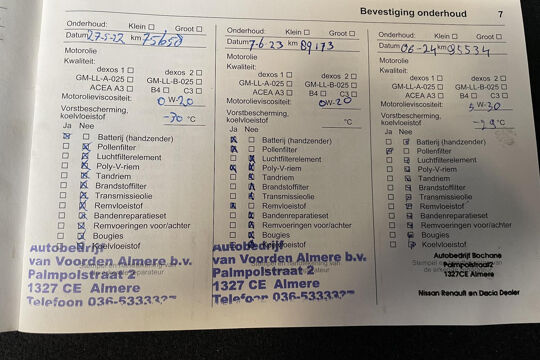 Bevestiging onderhoud 7
Onderhoud: Klein Groot
Datum 27-5-22 km 75658
Motorolie
Kwaliteit:
dexos 1 dexos 2
GM-LL-A-025 GM-LL-B-025
ACEA A3 B4 C3
Motorolieviscositeit: 0W-20
Vorstbescherming, koelvloeistof -30 °C
Ja Nee
Batterij (handzender)
Pollenfilter
Luchtfilterelement
Poly-V-riem
Tandriem
Brandstoffilter
Transmissieolie
Remvloeistof
Bandenreparatieset
Remvoeringen voor/achter
Bougies
Koelvloeistof
Autobedrijf
van Voorden Almere b.v.
Palmpolstraat 2
1327 CE Almere
Telefoon 036-5333327
Onderhoud: Klein Groot
Datum 7-6-23 km 89173
Motorolie
Kwaliteit:
dexos 1 dexos 2
GM-LL-A-025 GM-LL-B-025
ACEA A3 B4 C3
Motorolieviscositeit: 0W-20
Vorstbescherming, koelvloeistof °C
Ja Nee
Batterij (handzender)
Pollenfilter
Luchtfilterelement
Poly-V-riem
Tandriem
Brandstoffilter
Transmissieolie
Remvloeistof
Bandenreparatieset
Remvoeringen voor/achter
Bougies
Koelvloeistof
Autobedrijf
van Voorden Almere b.v.
Palmpolstraat 2
1327 CE Almere
Telefoon 036-5333327
Onderhoud: Klein Groot
Datum 06-24 km 95534
Motorolie
Kwaliteit:
dexos 1 dexos 2
GM-LL-A-025 GM-LL-B-025
ACEA A3 B4 C3
Motorolieviscositeit: 5W-30
Vorstbescherming, koelvloeistof -29 °C
Ja Nee
Batterij (handzender)
Pollenfilter
Luchtfilterelement
Poly-V-riem
Tandriem
Brandstoffilter
Transmissieolie
Remvloeistof
Bandenreparatieset
Remvoeringen voor/achter
Bougies
Koelvloeistof
Autobedrijf Bochane
Palmpolstraat2
1327CE Almere
Nissan Renault en Dacia Dealer